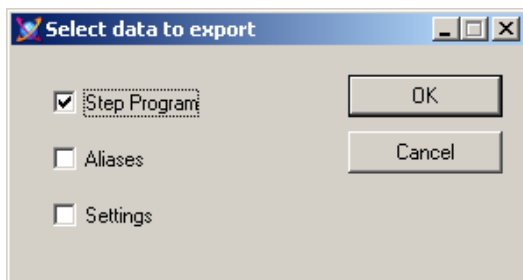 Select data to export
Step Program
OK
Aliases
Cancel
Settings